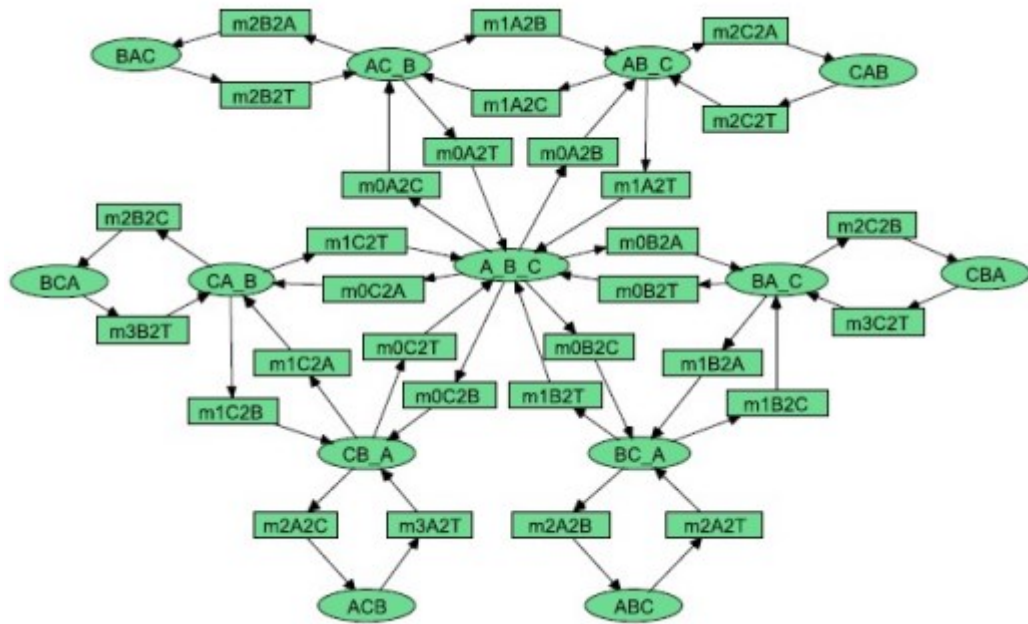 m2B2A
m1A2B
m2C2A
BAC
AC_B
AB_C
CAB
m2B2T
m1A2C
m2C2T
m0A2T
m0A2B
m0A2C
m1A2T
m2B2C
m1C2T
m0B2A
m2C2B
BCA
CA_B
A_B_C
BA_C
CBA
m0C2A
m0B2T
m3B2T
m3C2T
m0C2T
m0B2C
m1C2A
m1B2A
m1C2B
m0C2B
m1B2T
m1B2C
CB_A
BC_A
m2A2C
m3A2T
m2A2B
m2A2T
ACB
ABC